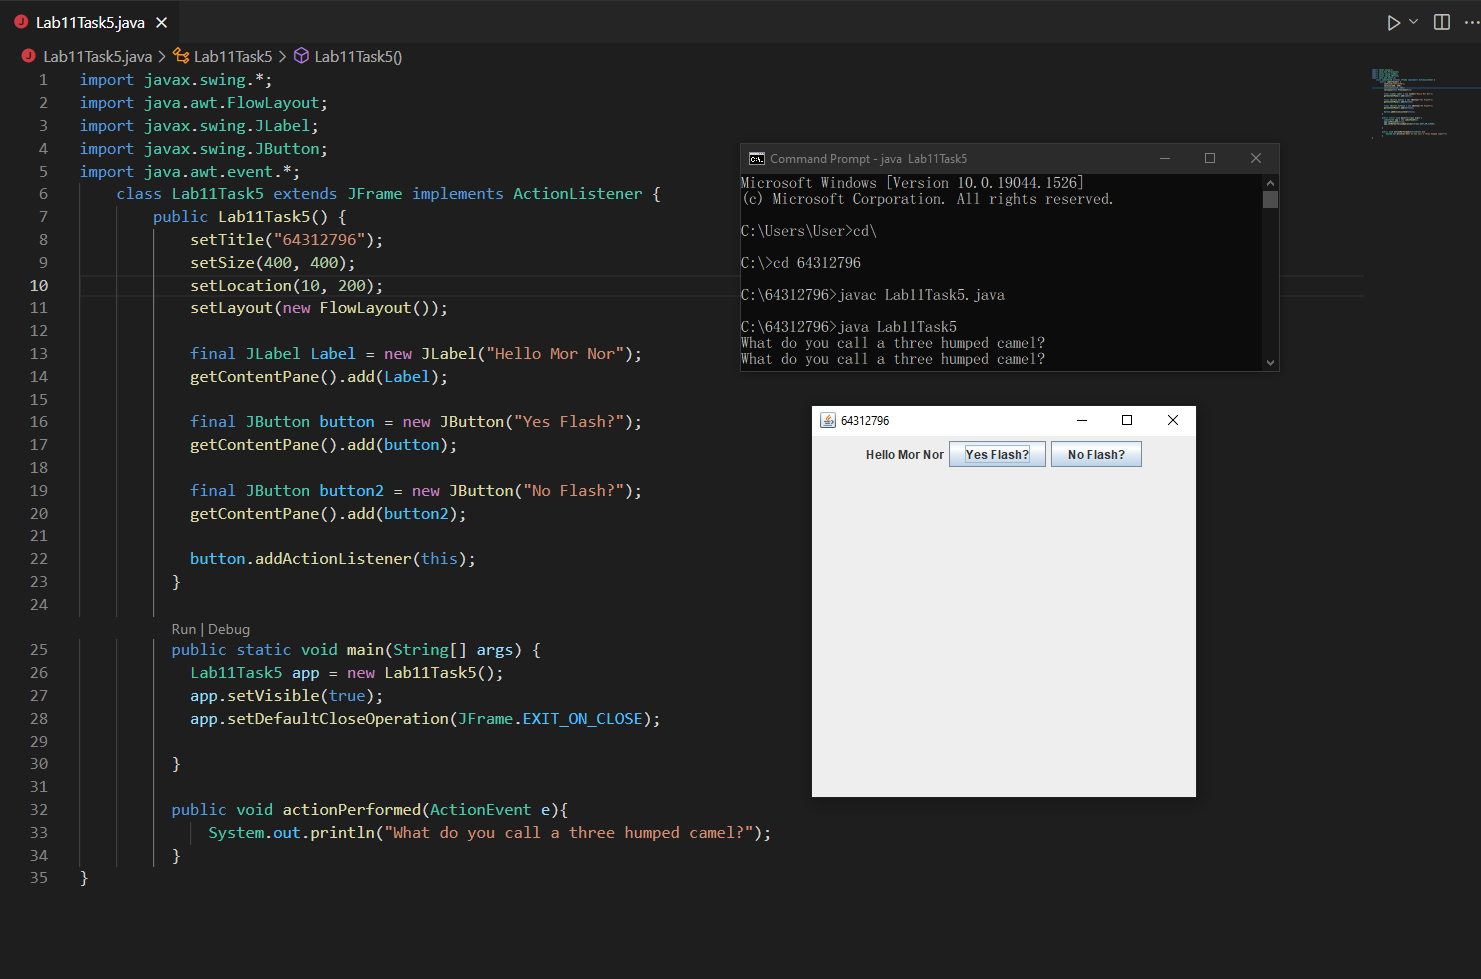 Lab11Task5.java
Lab11Task5.java > Lab11Task5 > Lab11Task5()
1 import javax.swing.*;
2 import java.awt.FlowLayout;
3 import javax.swing.JLabel;
4 import javax.swing.JButton;
5 import java.awt.event.*;
6 class Lab11Task5 extends JFrame implements ActionListener {
7 public Lab11Task5() {
8 setTitle("64312796");
9 setSize(400, 400);
10 setLocation(10, 200);
11 setLayout(new FlowLayout());
12
13 final JLabel Label = new JLabel("Hello Mor Nor");
14 getContentPane().add(Label);
15
16 final JButton button = new JButton("Yes Flash?");
17 getContentPane().add(button);
18
19 final JButton button2 = new JButton("No Flash?");
20 getContentPane().add(button2);
21
22 button.addActionListener(this);
23 }
24
Run | Debug
25 public static void main(String[] args) {
26 Lab11Task5 app = new Lab11Task5();
27 app.setVisible(true);
28 app.setDefaultCloseOperation(JFrame.EXIT_ON_CLOSE);
29
30 }
31
32 public void actionPerformed(ActionEvent e){
33 System.out.println("What do you call a three humped camel?");
34 }
35 }
Command Prompt - java Lab11Task5
Microsoft Windows [Version 10.0.19044.1526]
(c) Microsoft Corporation. All rights reserved.
C:\Users\User>cd\
C:\>cd 64312796
C:\64312796>javac Lab11Task5.java
C:\64312796>java Lab11Task5
What do you call a three humped camel?
What do you call a three humped camel?
64312796
Hello Mor Nor Yes Flash? No Flash?